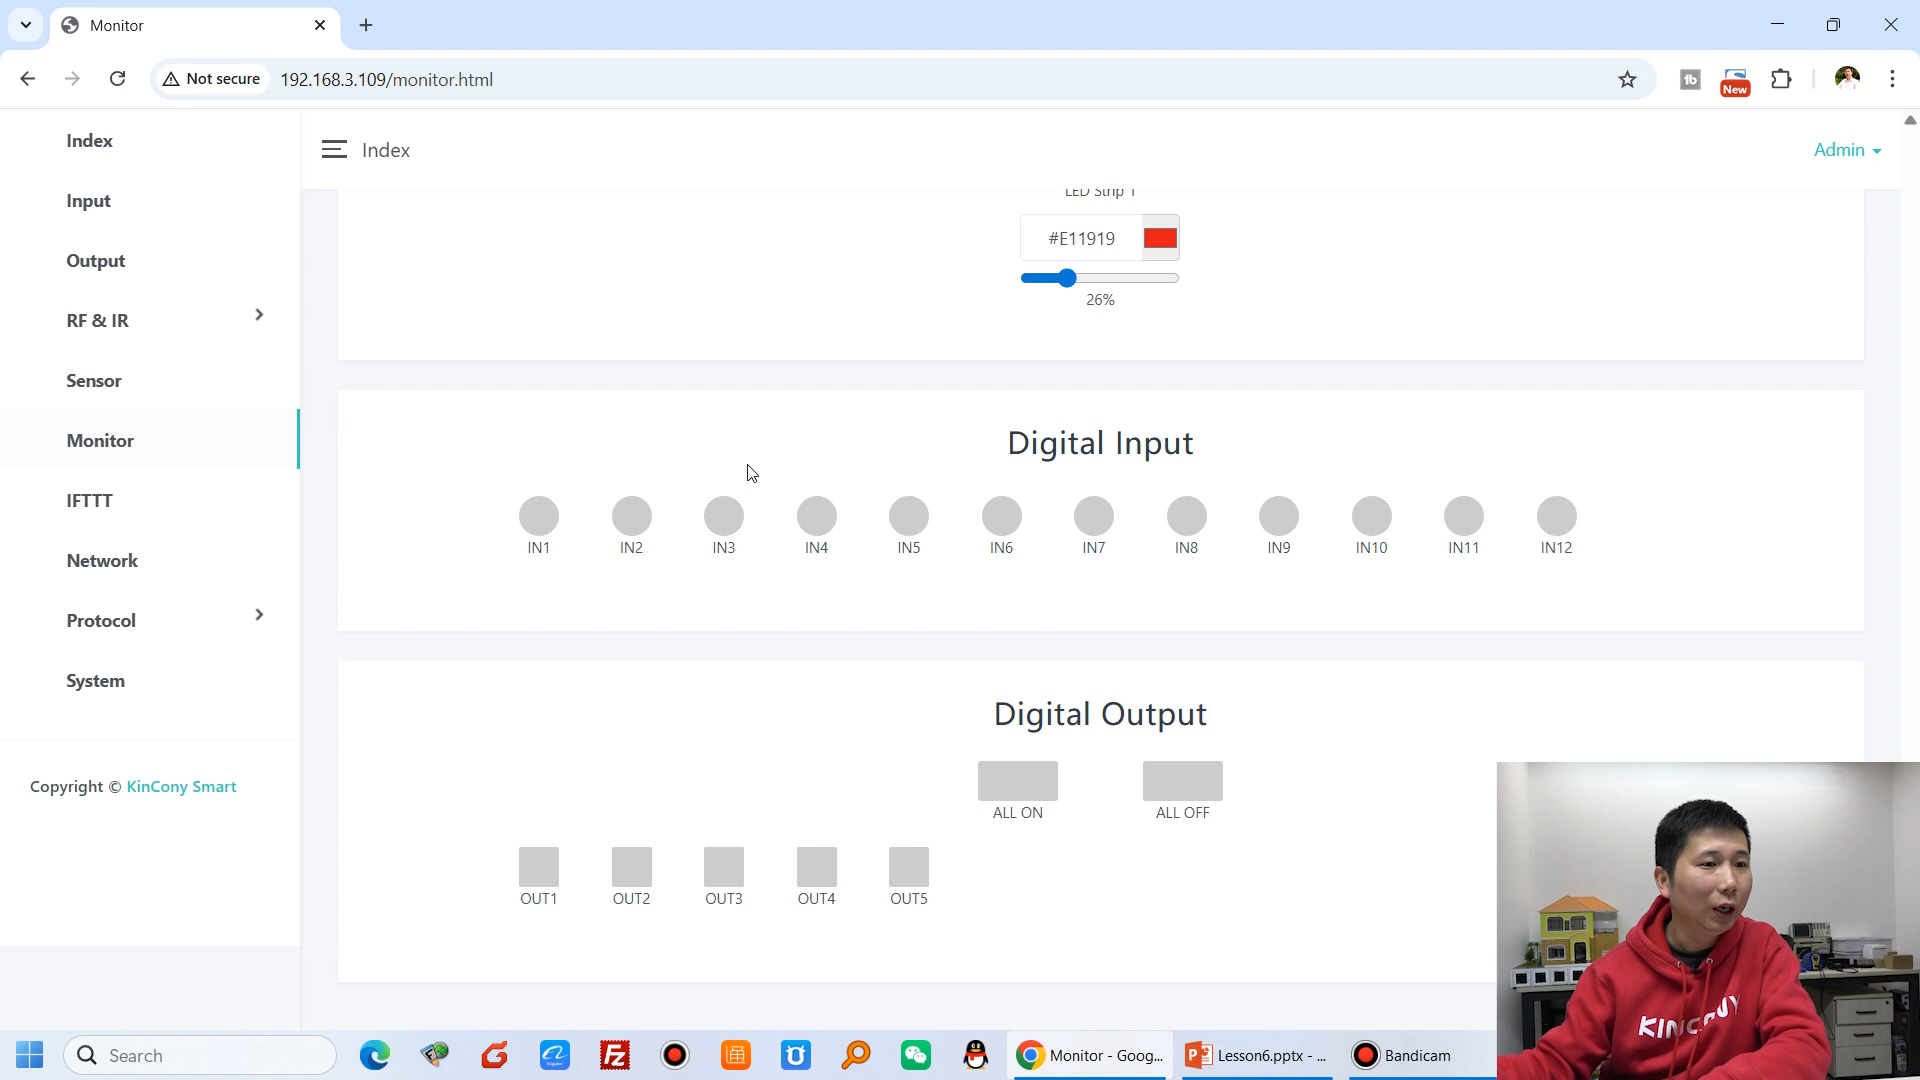 Monitor
Not secure
192.168.3.109/monitor.html
New
Index
Input
Output
RF & IR
Sensor
Monitor
IFTTT
Network
Protocol
System
Copyright © KinCony Smart
Index
Admin
LED Strip 1
#E11919
26%
Digital Input
IN1 IN2 IN3 IN4 IN5 IN6 IN7 IN8 IN9 IN10 IN11 IN12
Digital Output
ALL ON ALL OFF
OUT1 OUT2 OUT3 OUT4 OUT5
Search
Monitor - Goog...
Lesson6.pptx - ...
Bandicam